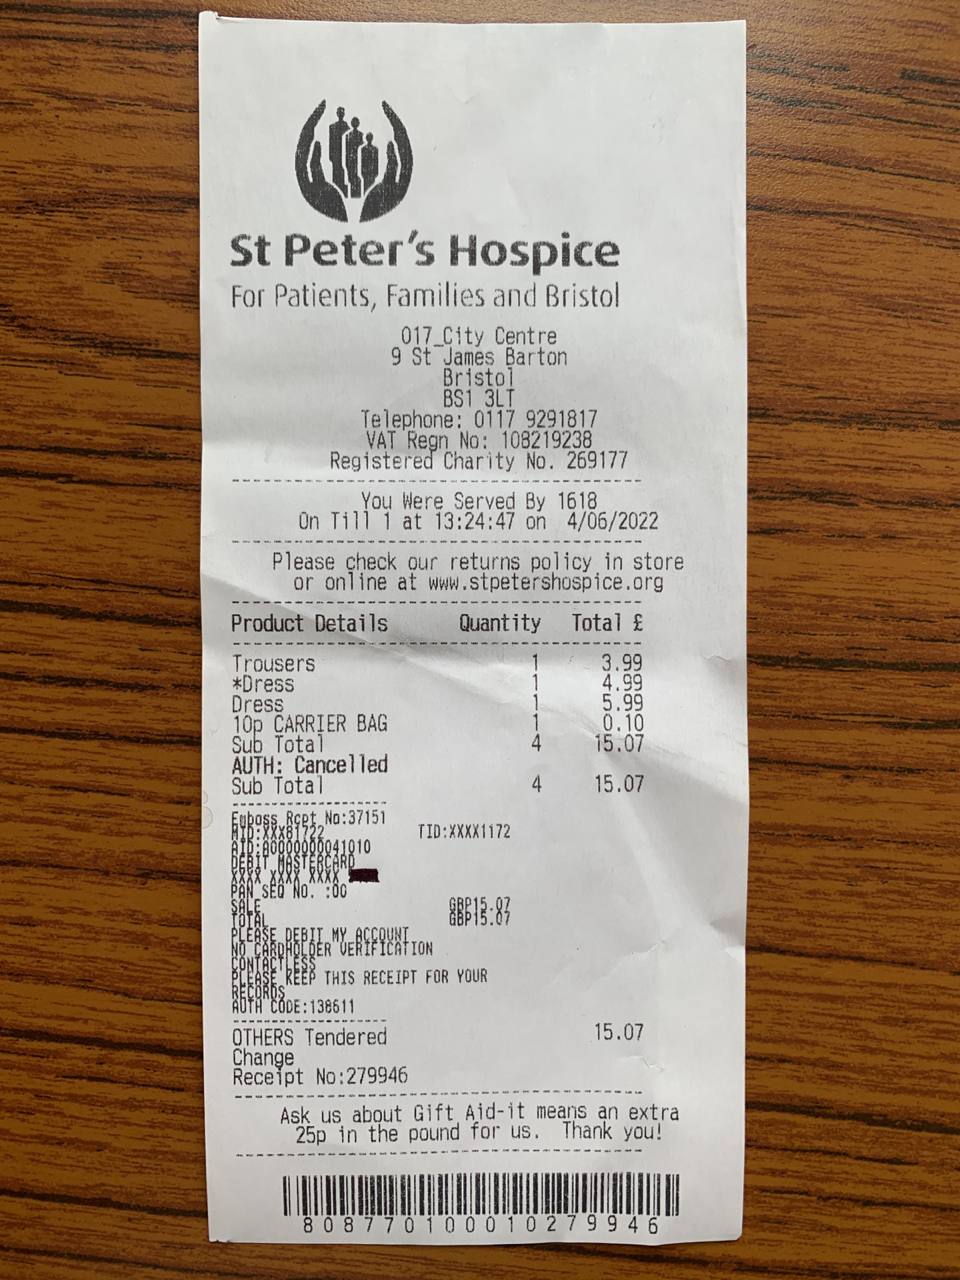 St Peter's Hospice
For Patients, Families and Bristol
017_City Centre
9 St James Barton
Bristol
BS1 3LT
Telephone: 0117 9291817
VAT Regn No: 108219238
Registered Charity No. 269177
You Were Served By 1618
On Till 1 at 13:24:47 on 4/06/2022
Please check our returns policy in store
or online at www.stpetershospice.org
Product Details Quantity Total £
Trousers 1 3.99
*Dress 1 4.99
Dress 1 5.99
10p CARRIER BAG 1 0.10
Sub Total 4 15.07
AUTH: Cancelled
Sub Total 4 15.07
Emboss Rcpt No:37151
MID:XXX81722 TID:XXXX1172
AID:A0000000041010
DEBIT MASTERCARD
XXXX XXXX XXXX
PAN SEQ NO. :00
SALE GBP15.07
TOTAL GBP15.07
PLEASE DEBIT MY ACCOUNT
NO CARDHOLDER VERIFICATION
CONTACTLESS
PLEASE KEEP THIS RECEIPT FOR YOUR
RECORDS
AUTH CODE:138611
OTHERS Tendered 15.07
Change
Receipt No:279946
Ask us about Gift Aid-it means an extra
25p in the pound for us. Thank you!
808770100010279946